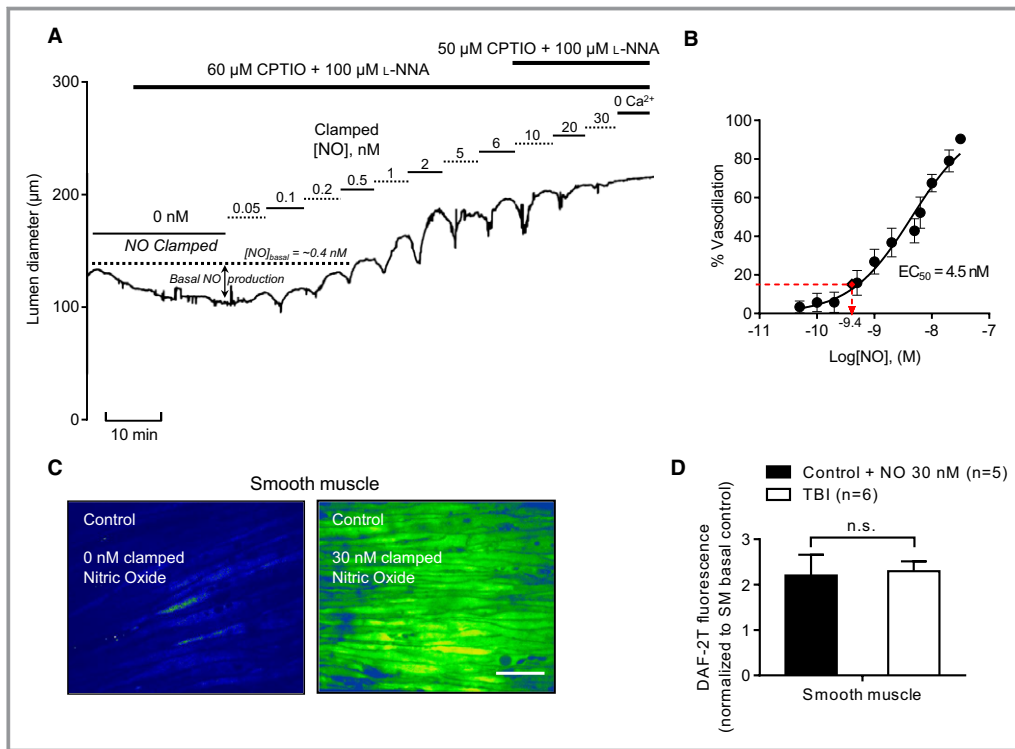 A
50 µM CPTIO + 100 µM L-NNA
60 µM CPTIO + 100 µM L-NNA
0 Ca²⁺
300
Clamped
[NO], nM
0.05
0.1
0.2
0.5
1
2
5
6
10
20
30
200
0 nM
NO Clamped
[NO]basal = ~0.4 nM
Basal NO production
100
0
Lumen diameter (µm)
10 min
B
100
80
60
40
20
0
% Vasodilation
EC₅₀ = 4.5 nM
-9.4
-11
-10
-9
-8
-7
Log[NO], (M)
C
Smooth muscle
Control
0 nM clamped
Nitric Oxide
Control
30 nM clamped
Nitric Oxide
D
Control + NO 30 nM (n=5)
TBI (n=6)
n.s.
3
2
1
0
DAF-2T fluorescence
(normalized to SM basal control)
Smooth muscle